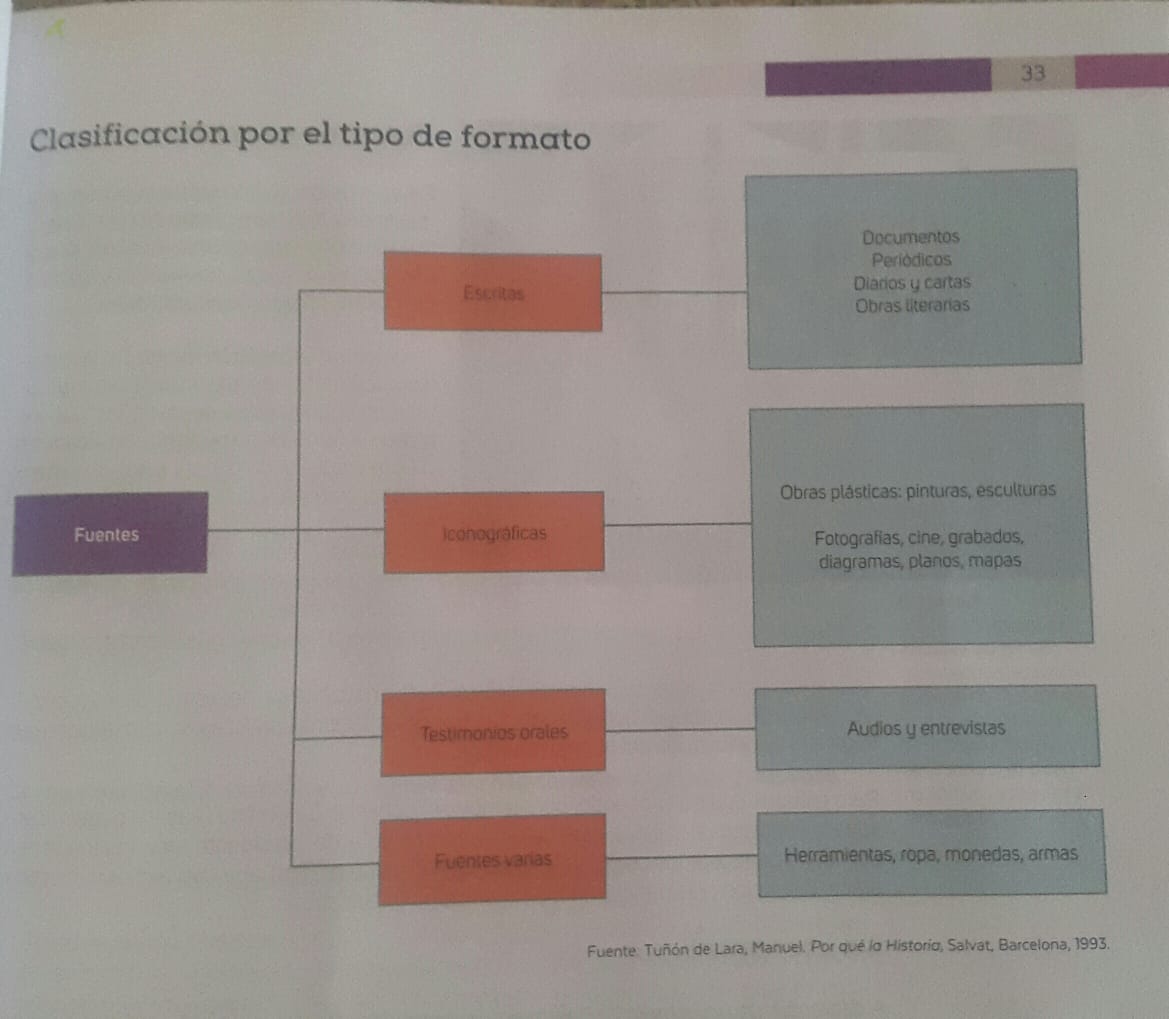 33
Clasificación por el tipo de formato
Fuentes
Escritas
Documentos
Periódicos
Diarios y cartas
Obras literarias
Iconográficas
Obras plásticas: pinturas, esculturas
Fotografías, cine, grabados,
diagramas, planos, mapas
Testimonios orales
Audios y entrevistas
Fuentes varias
Herramientas, ropa, monedas, armas
Fuente: Tuñón de Lara, Manuel. Por qué la Historia, Salvat, Barcelona, 1993.